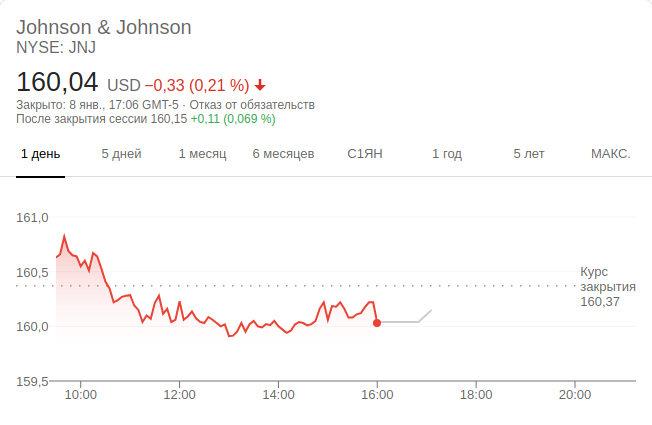 Johnson & Johnson
NYSE: JNJ
160,04 USD −0,33 (0,21 %)
Закрыто: 8 янв., 17:06 GMT-5 · Отказ от обязательств
После закрытия сессии 160,15 +0,11 (0,069 %)
1 день 5 дней 1 месяц 6 месяцев С1ЯН 1 год 5 лет МАКС.
161,0
160,5
Курс
закрытия
160,37
160,0
159,5
10:00 12:00 14:00 16:00 18:00 20:00